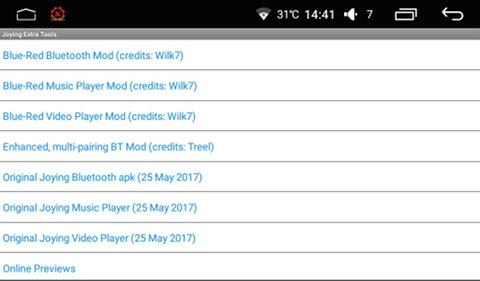 31°C 14:41 7
Joying Extra Tools
Blue-Red Bluetooth Mod (credits: Wilk7)
Blue-Red Music Player Mod (credits: Wilk7)
Blue-Red Video Player Mod (credits: Wilk7)
Enhanced, multi-pairing BT Mod (credits: Treel)
Original Joying Bluetooth apk (25 May 2017)
Original Joying Music Player (25 May 2017)
Original Joying Video Player (25 May 2017)
Online Previews